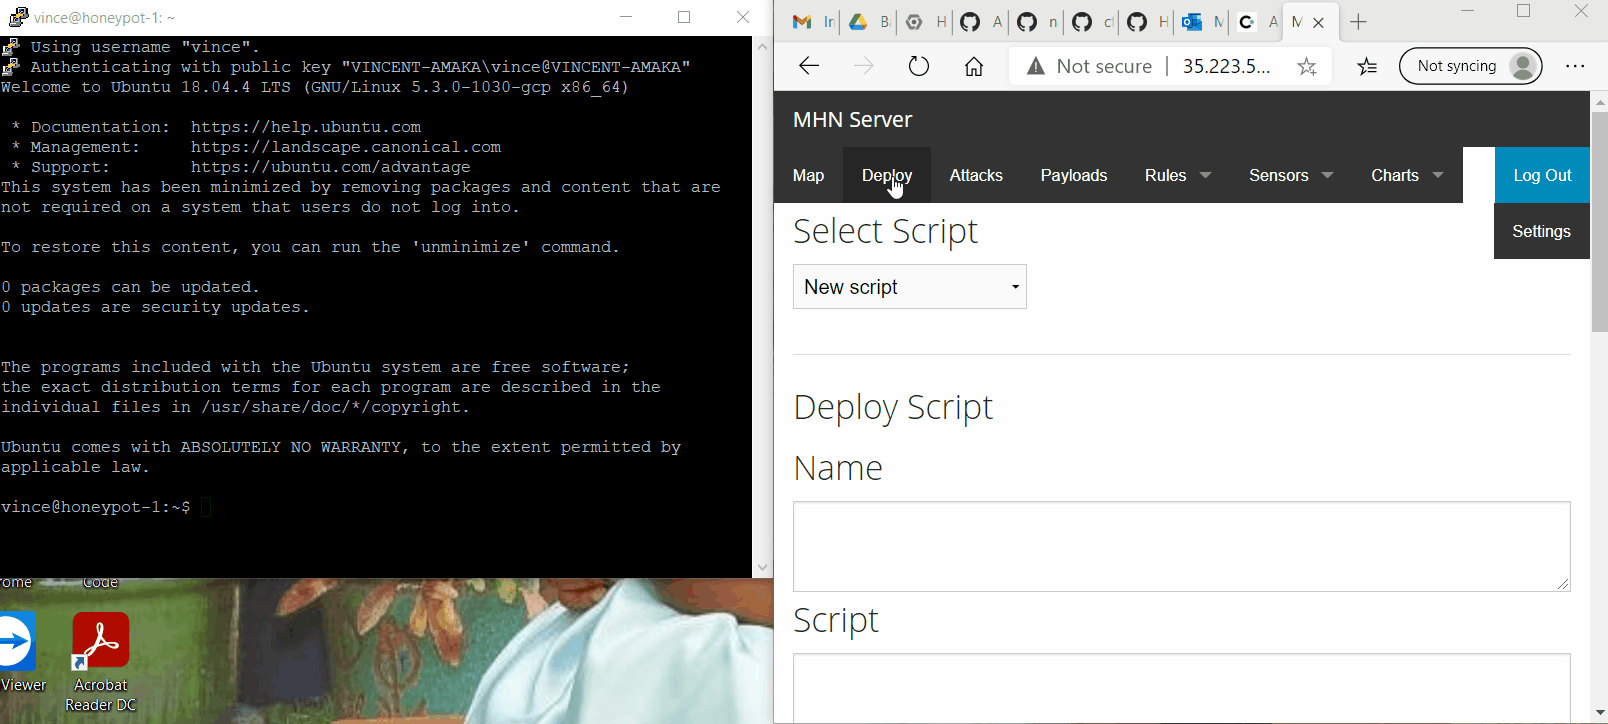 vince@honeypot-1: ~
Using username "vince".
Authenticating with public key "VINCENT-AMAKA\vince@VINCENT-AMAKA"
Welcome to Ubuntu 18.04.4 LTS (GNU/Linux 5.3.0-1030-gcp x86_64)
* Documentation: https://help.ubuntu.com
* Management: https://landscape.canonical.com
* Support: https://ubuntu.com/advantage
This system has been minimized by removing packages and content that are
not required on a system that users do not log into.
To restore this content, you can run the 'unminimize' command.
0 packages can be updated.
0 updates are security updates.
The programs included with the Ubuntu system are free software;
the exact distribution terms for each program are described in the
individual files in /usr/share/doc/*/copyright.
Ubuntu comes with ABSOLUTELY NO WARRANTY, to the extent permitted by
applicable law.
vince@honeypot-1:~$
ome
Code
Viewer
Acrobat
Reader DC
Not secure
35.223.5...
Not syncing
MHN Server
Map
Deploy
Attacks
Payloads
Rules
Sensors
Charts
Log Out
Settings
Select Script
New script
Deploy Script
Name
Script